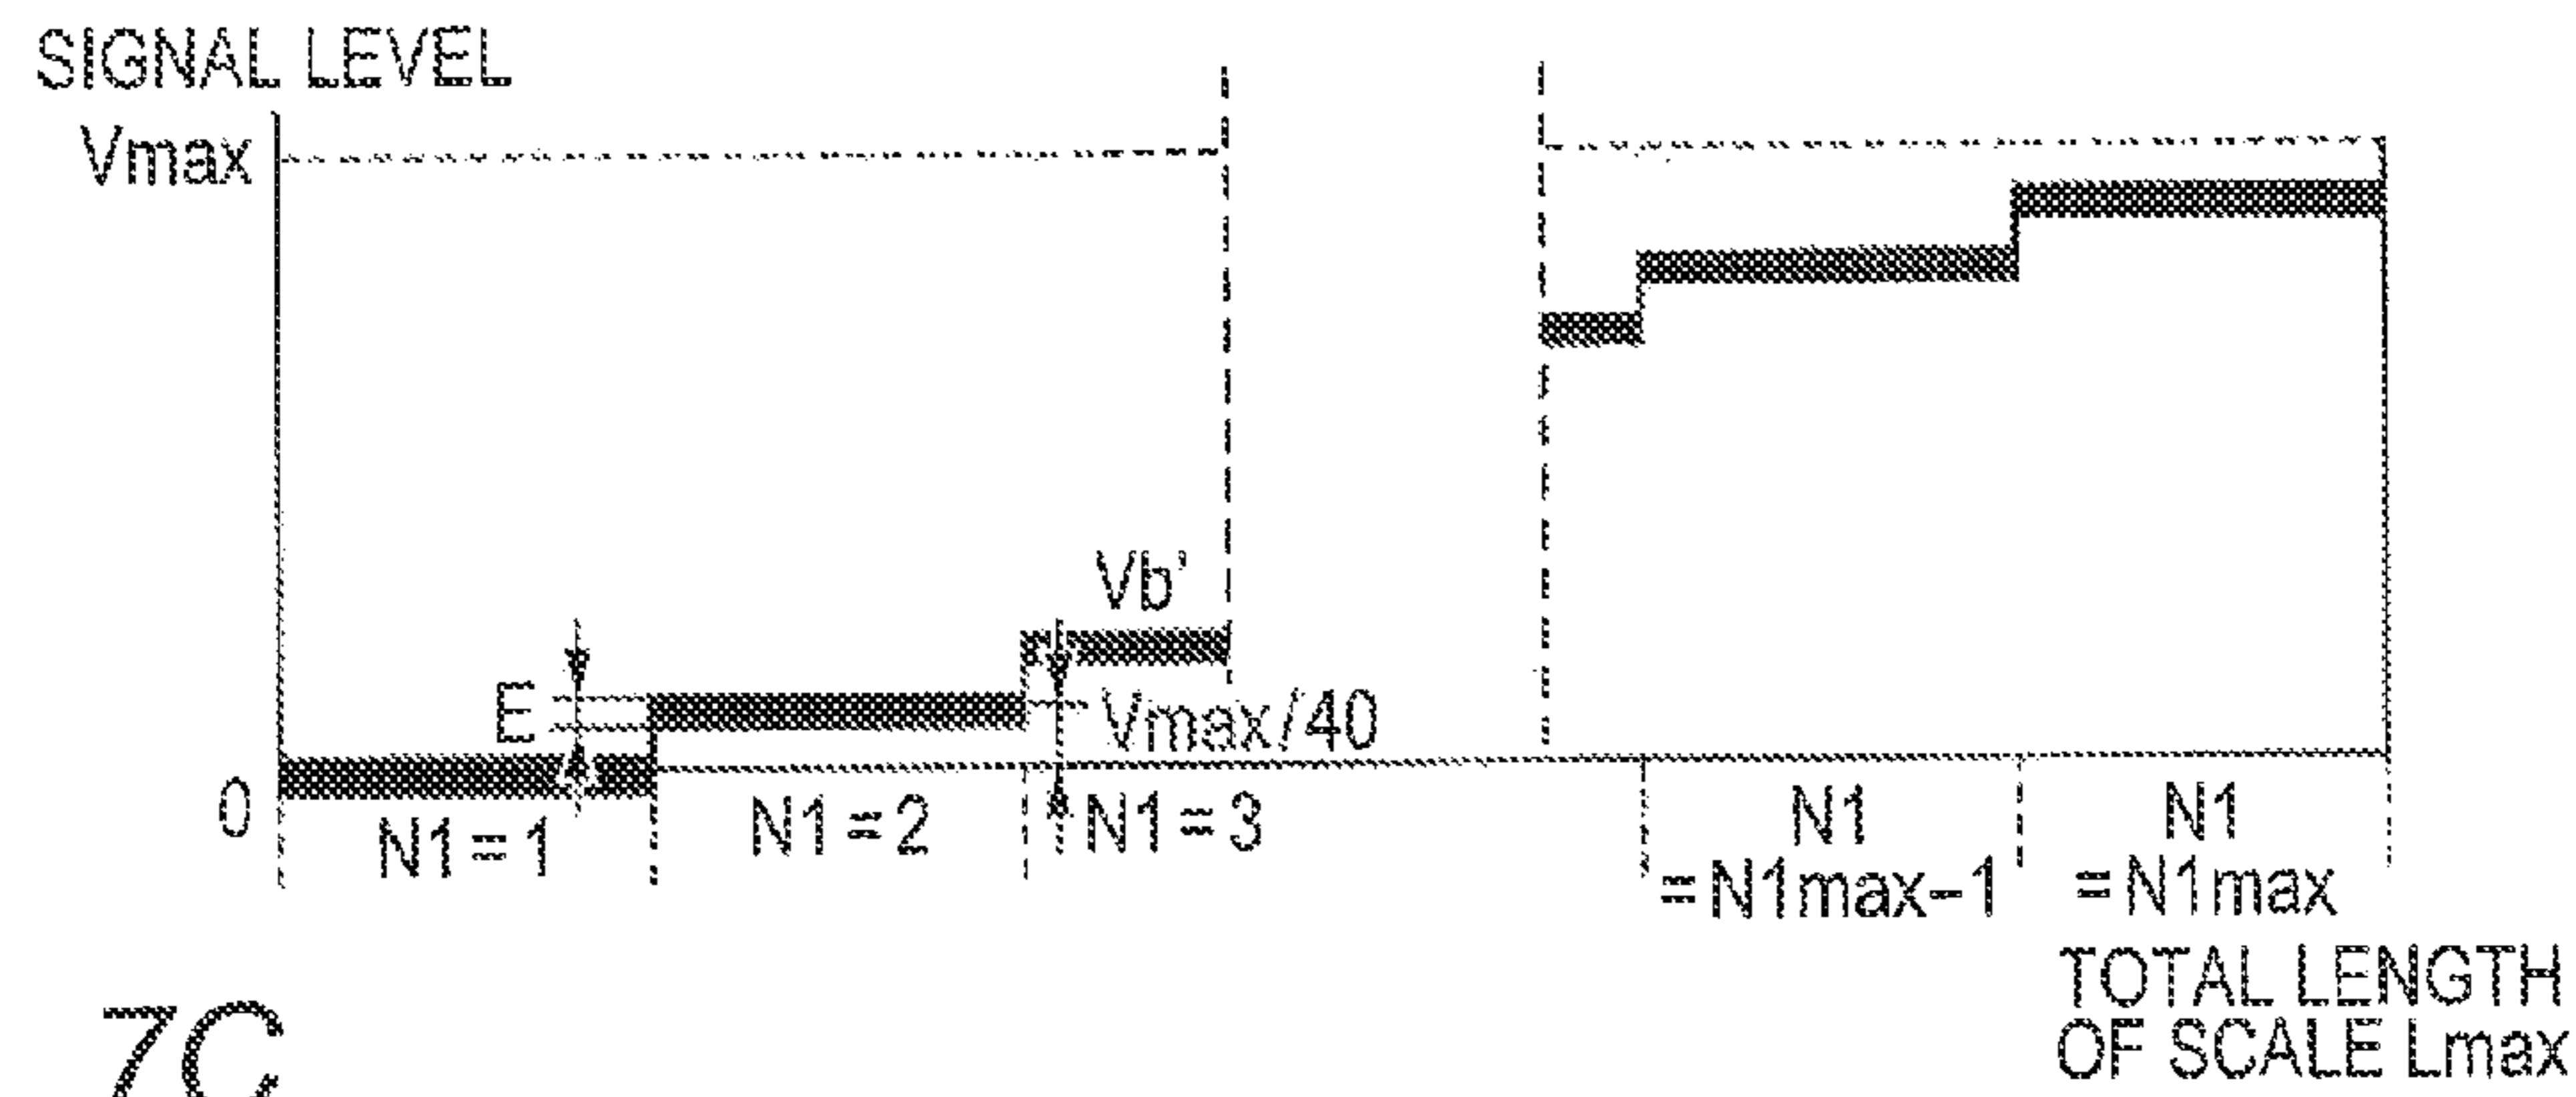 SIGNAL LEVEL
Vmax
Vb'
E
Vmax/40
0
N1=1
N1=2
N1=3
N1
=N1max-1
N1
=N1max
TOTAL LENGTH
OF SCALE Lmax
7C